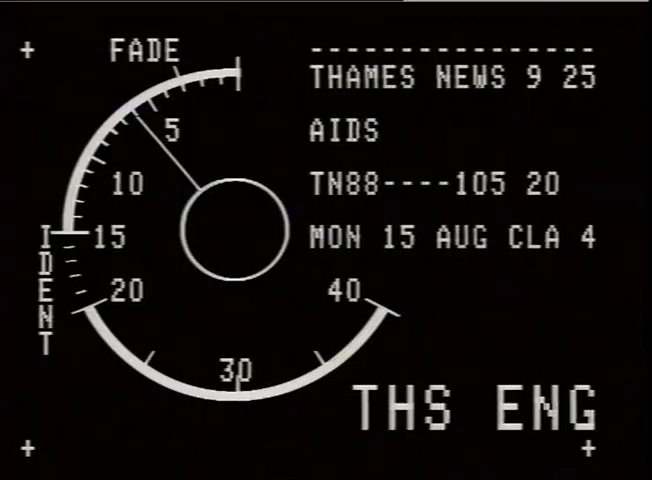 FADE
----------------
THAMES NEWS 9 25
5
AIDS
10
TN88----105 20
15
MON 15 AUG CLA 4
IDENT
20
40
30
THS ENG